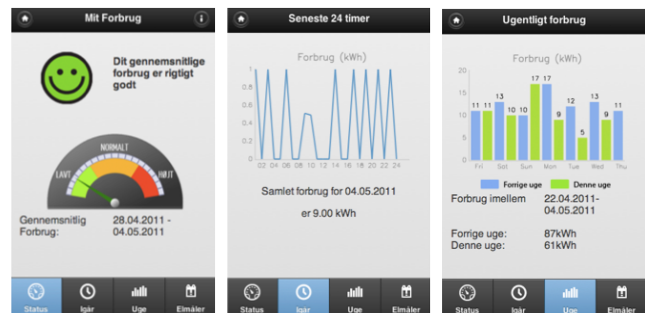 Mit Forbrug
Dit gennemsnitlige
forbrug er rigtigt
godt
LAVT
NORMALT
HØJT
Gennemsnitlig
Forbrug:
28.04.2011 -
04.05.2011
Status
Igår
Uge
Elmåler
Seneste 24 timer
Forbrug (kWh)
1
0.8
0.6
0.4
0.2
0
02 04 06 08 10 12 14 16 18 20 22 24
Samlet forbrug for 04.05.2011
er 9.00 kWh
Status
Igår
Uge
Elmåler
Ugentligt forbrug
Forbrug (kWh)
20
15
10
5
0
11 11 13 10 10 17 17 9 12 5 13 9 11
Fri Sat Sun Mon Tue Wed Thu
Forrige uge
Denne uge
Forbrug imellem
22.04.2011-
04.05.2011
Forrige uge:
87kWh
Denne uge:
61kWh
Status
Igår
Uge
Elmåler